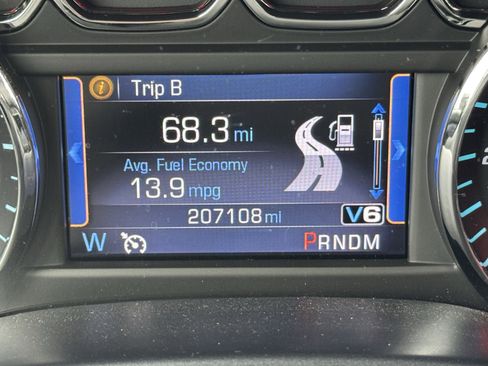 Trip B
68.3 mi
Avg. Fuel Economy
13.9 mpg
207108 mi V6
W PRNDM